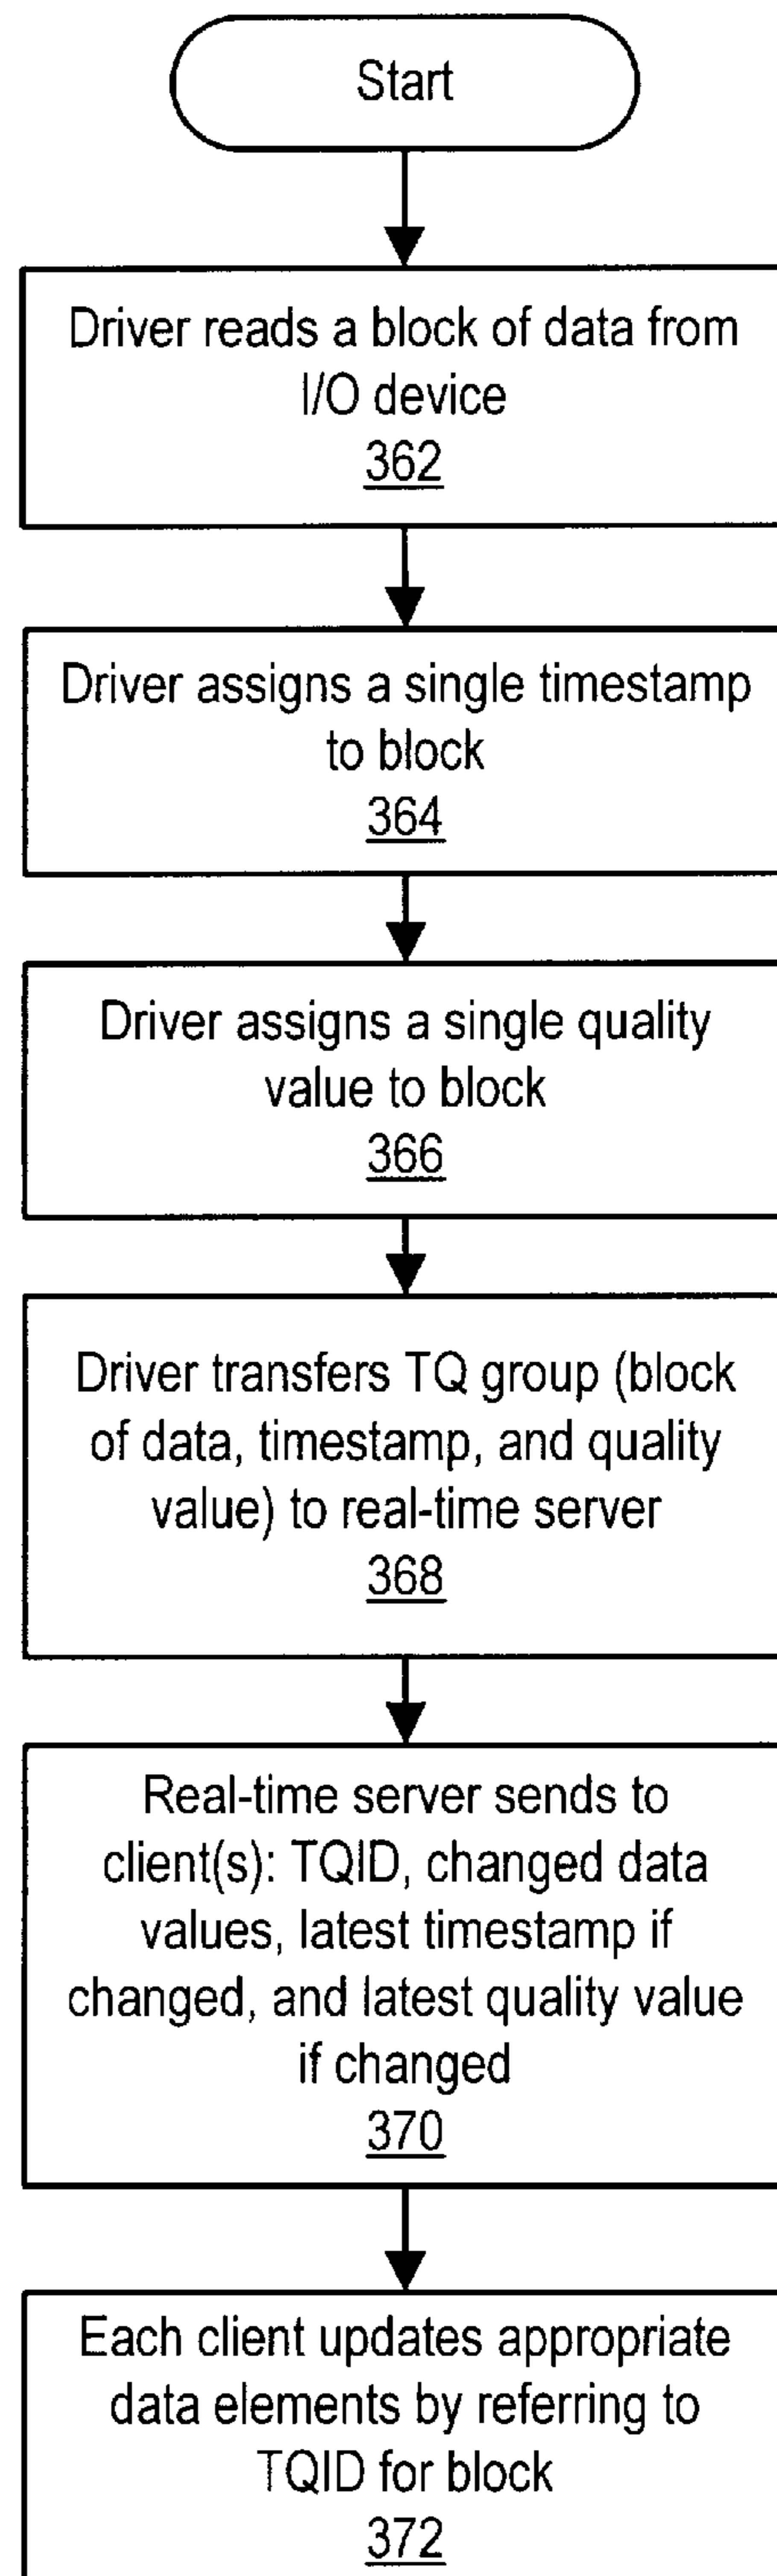 Start
Driver reads a block of data from
I/O device
362
Driver assigns a single timestamp
to block
364
Driver assigns a single quality
value to block
366
Driver transfers TQ group (block
of data, timestamp, and quality
value) to real-time server
368
Real-time server sends to
client(s): TQID, changed data
values, latest timestamp if
changed, and latest quality value
if changed
370
Each client updates appropriate
data elements by referring to
TQID for block
372